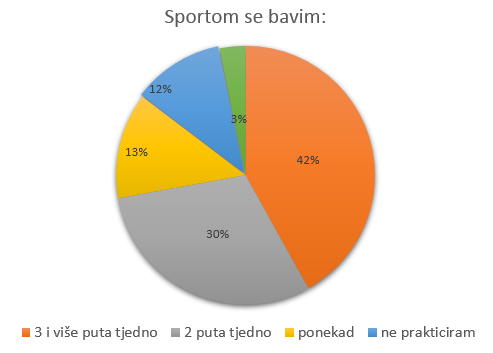 Sportom se bavim:
12%
3%
13%
42%
30%
3 i više puta tjedno 2 puta tjedno ponekad ne prakticiram